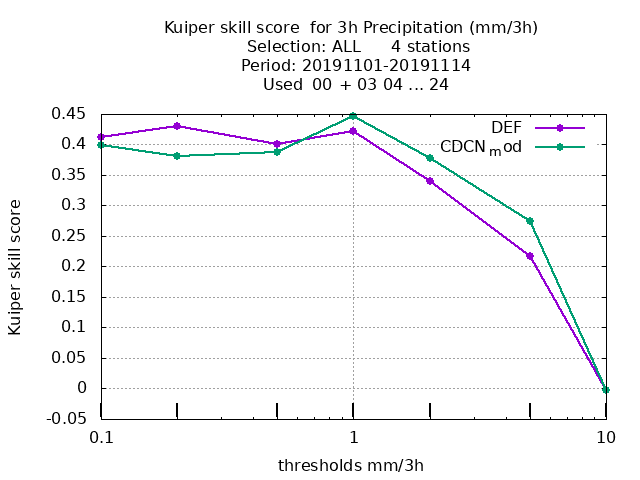 Kuiper skill score for 3h Precipitation (mm/3h)
Selection: ALL 4 stations
Period: 20191101-20191114
Used 00 + 03 04 ... 24
DEF
CDCN_mod
Kuiper skill score
0.45
0.4
0.35
0.3
0.25
0.2
0.15
0.1
0.05
0
-0.05
0.1 1 10
thresholds mm/3h